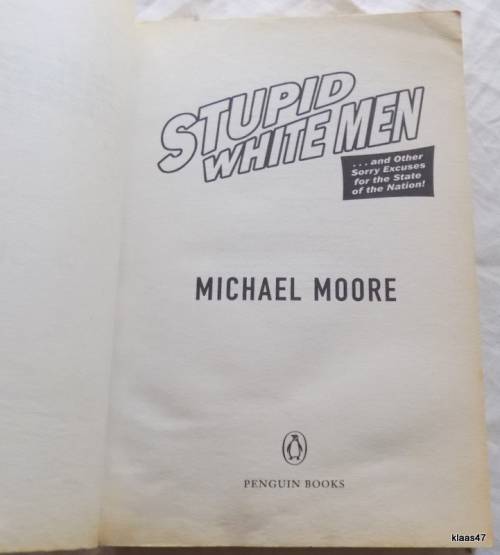 STUPID
WHITE MEN
... and Other
Sorry Excuses
for the State
of the Nation!
MICHAEL MOORE
PENGUIN BOOKS
klaas47